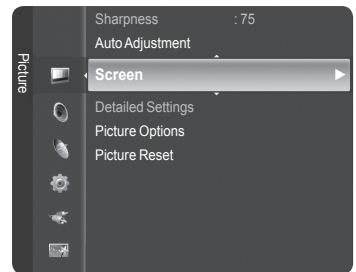 Picture
Sharpness : 75
Auto Adjustment
Screen
Detailed Settings
Picture Options
Picture Reset